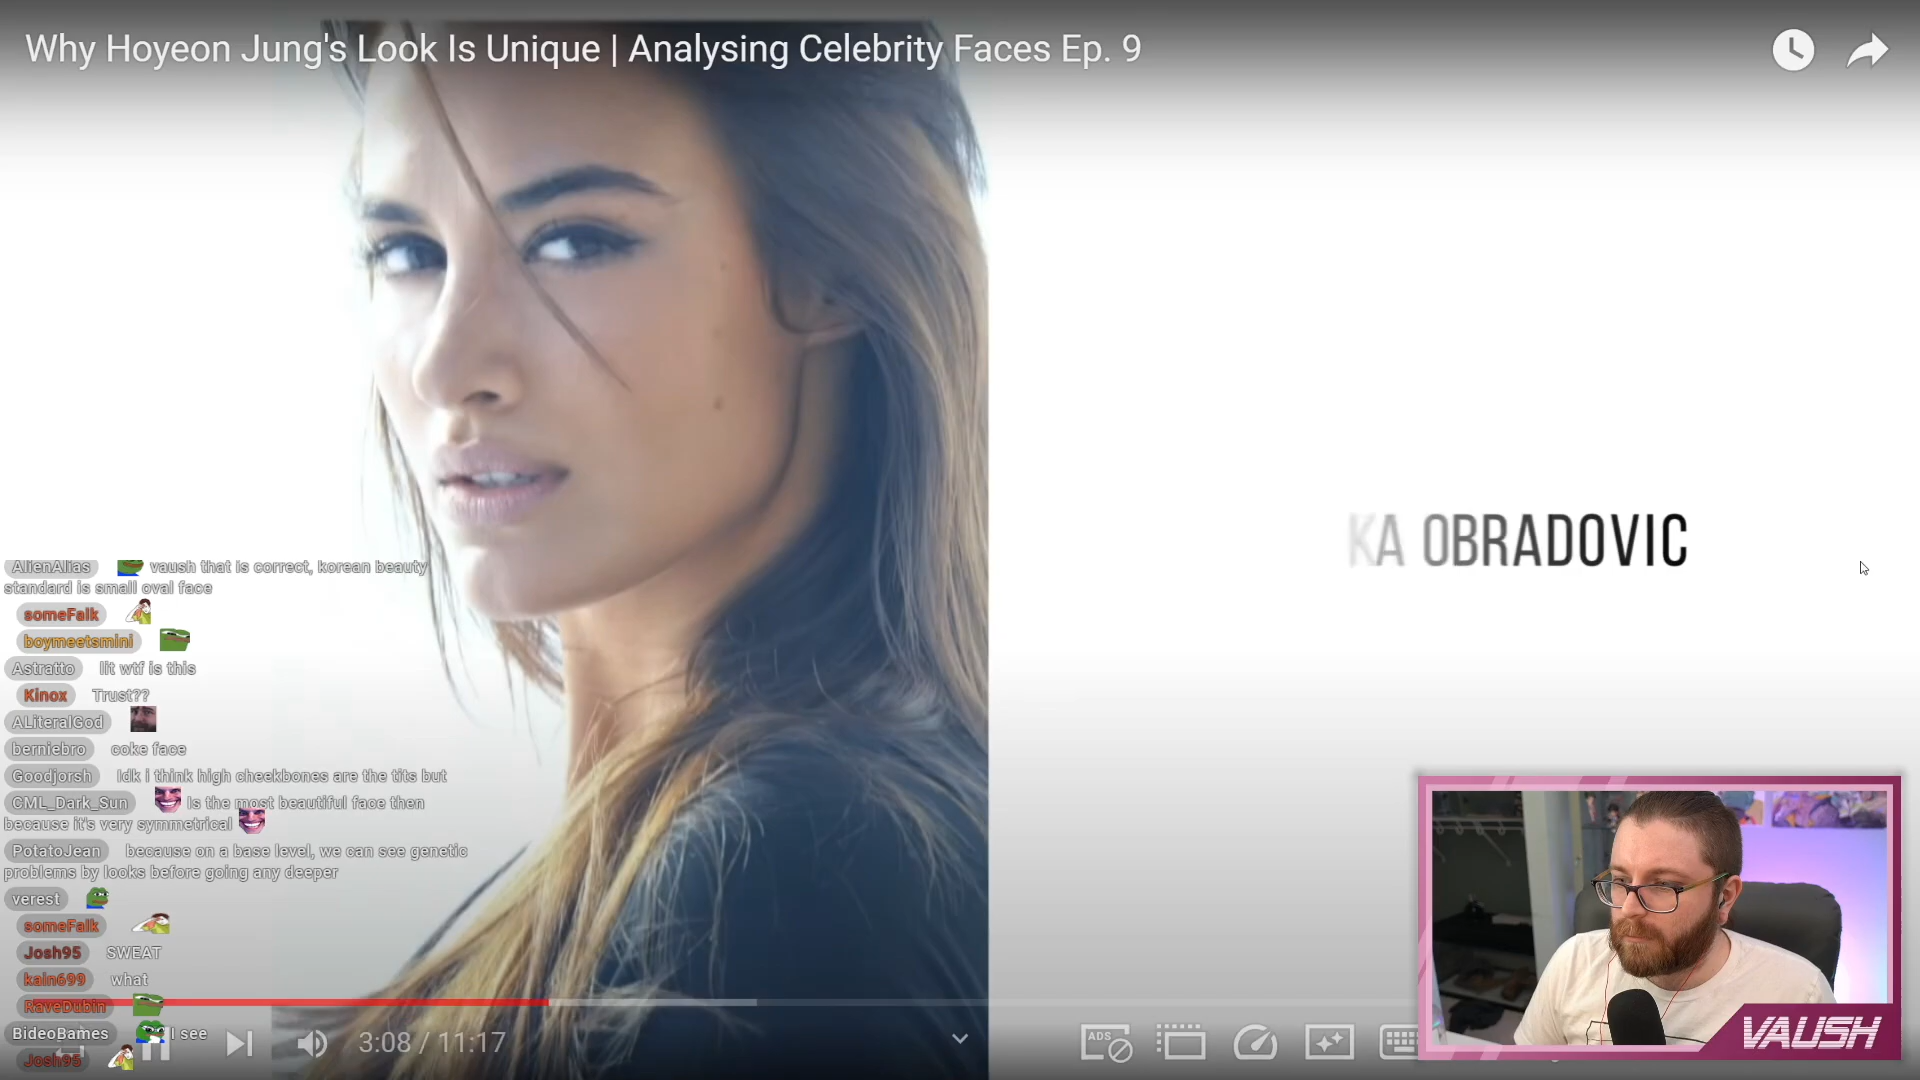 Why Hoyeon Jung's Look Is Unique | Analysing Celebrity Faces Ep. 9
KA OBRADOVIC
AlienAlias vaush that is correct, korean beauty
standard is small oval face
someFalk
boymeetsmini
Astratto lit wtf is this
Kinox Trust??
ALiteralGod
berniebro coke face
Goodjorsh Idk i think high cheekbones are the tits but
CML_Dark_Sun Is the most beautiful face then
because it's very symmetrical
PotatoJean because on a base level, we can see genetic
problems by looks before going any deeper
verest
someFalk
Josh95 SWEAT
kain699 what
RaveDubin
BideoBames I see
Josh95
3:08 / 11:17
ADS
VAUSH